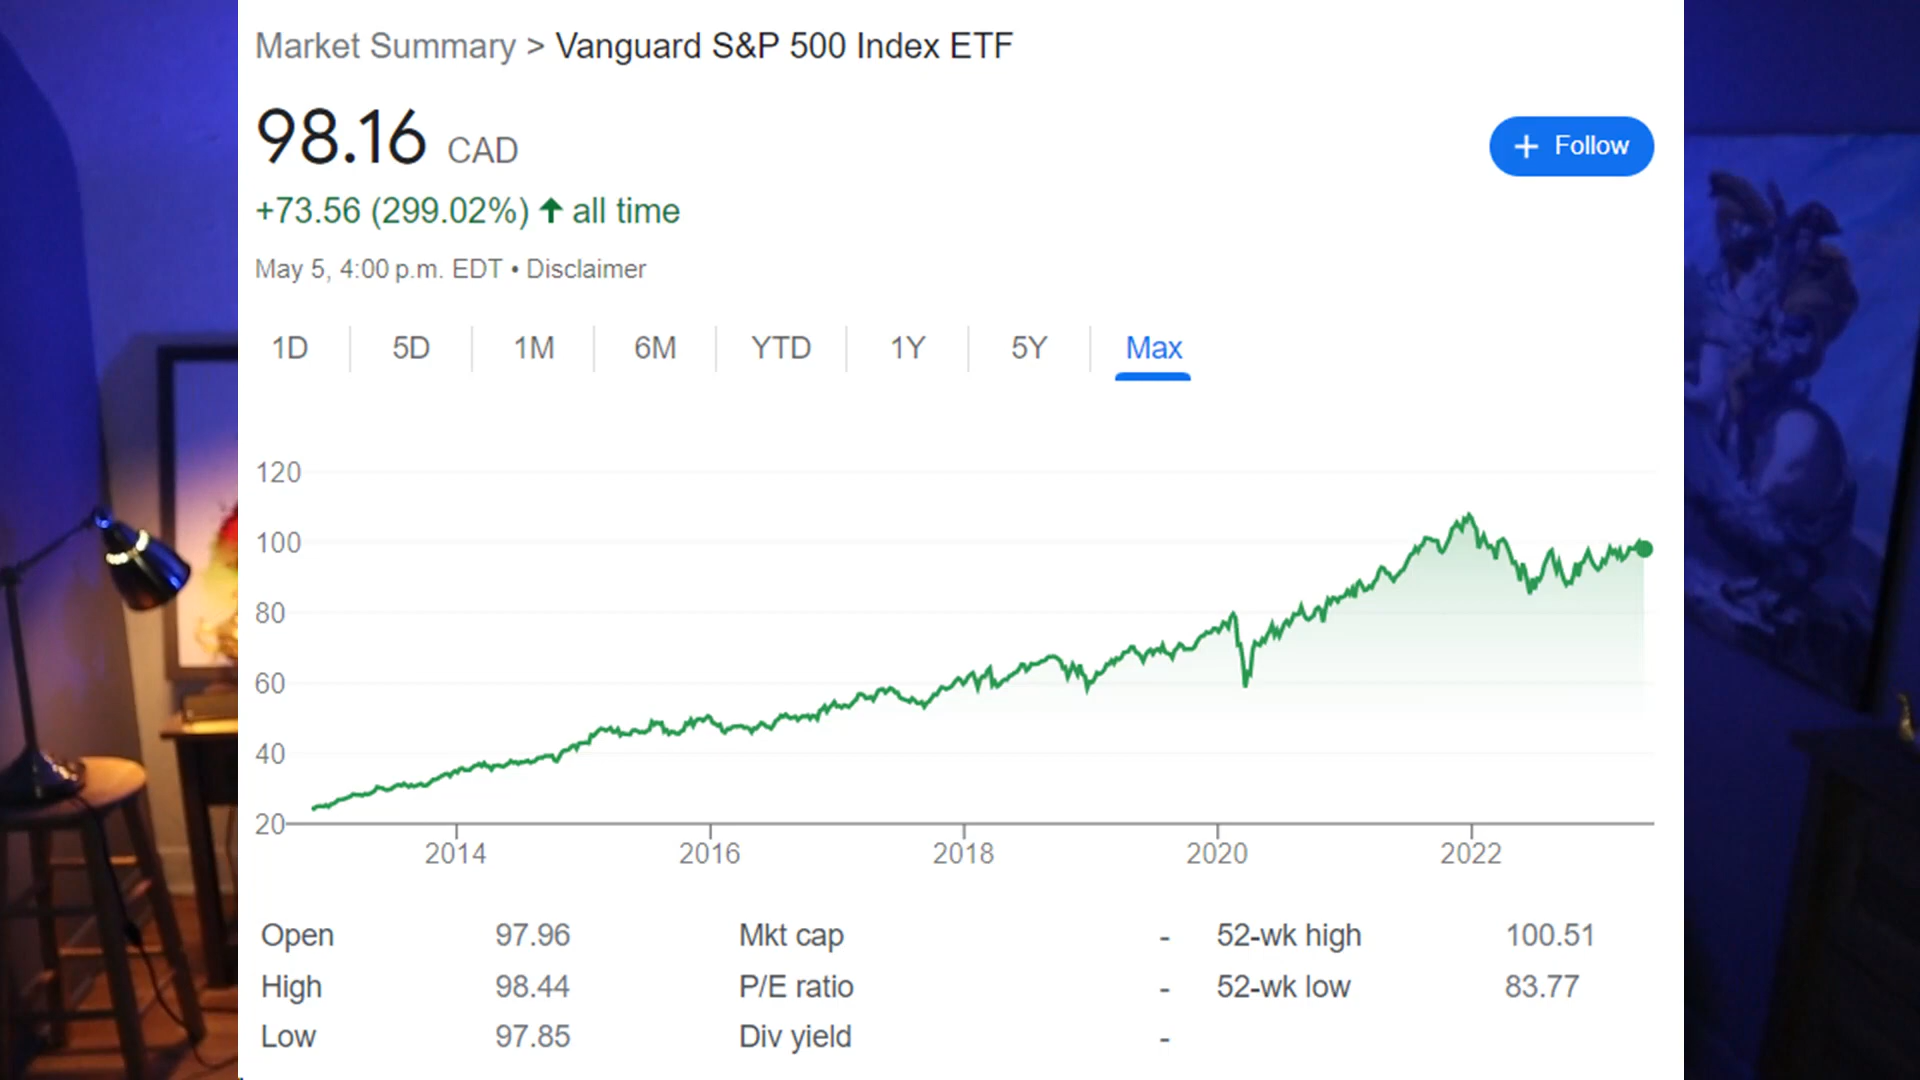 Market Summary > Vanguard S&P 500 Index ETF
98.16 CAD
+ Follow
+73.56 (299.02%) ↑ all time
May 5, 4:00 p.m. EDT • Disclaimer
1D 5D 1M 6M YTD 1Y 5Y Max
120
100
80
60
40
20
2014 2016 2018 2020 2022
Open 97.96 Mkt cap - 52-wk high 100.51
High 98.44 P/E ratio - 52-wk low 83.77
Low 97.85 Div yield -